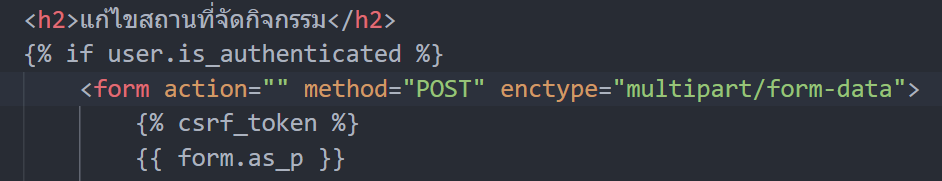 <h2>แก้ไขสถานที่จัดกิจกรรม</h2>
{% if user.is_authenticated %}
<form action="" method="POST" enctype="multipart/form-data">
{% csrf_token %}
{{ form.as_p }}